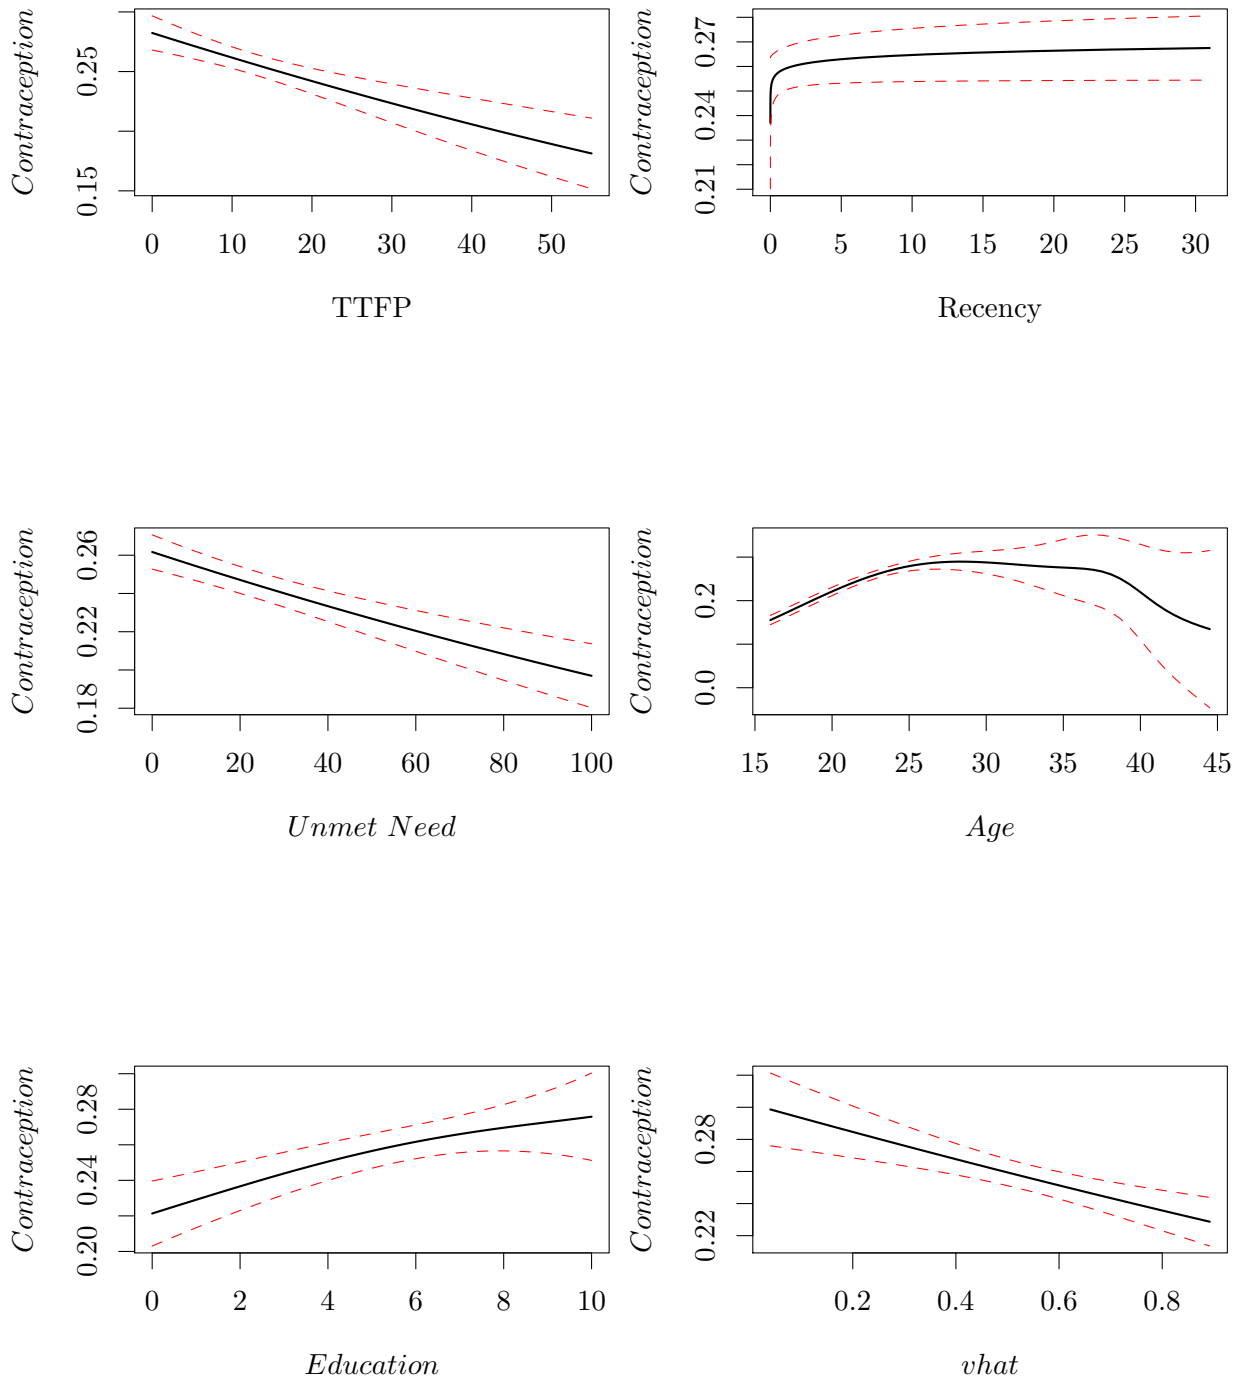 Contraception
0.15 0.25
0 10 20 30 40 50
TTFP
Contraception
0.21 0.24 0.27
0 5 10 15 20 25 30
Recency
Contraception
0.18 0.22 0.26
0 20 40 60 80 100
Unmet Need
Contraception
0.0 0.2
15 20 25 30 35 40 45
Age
Contraception
0.20 0.24 0.28
0 2 4 6 8 10
Education
Contraception
0.22 0.28
0.2 0.4 0.6 0.8
vhat